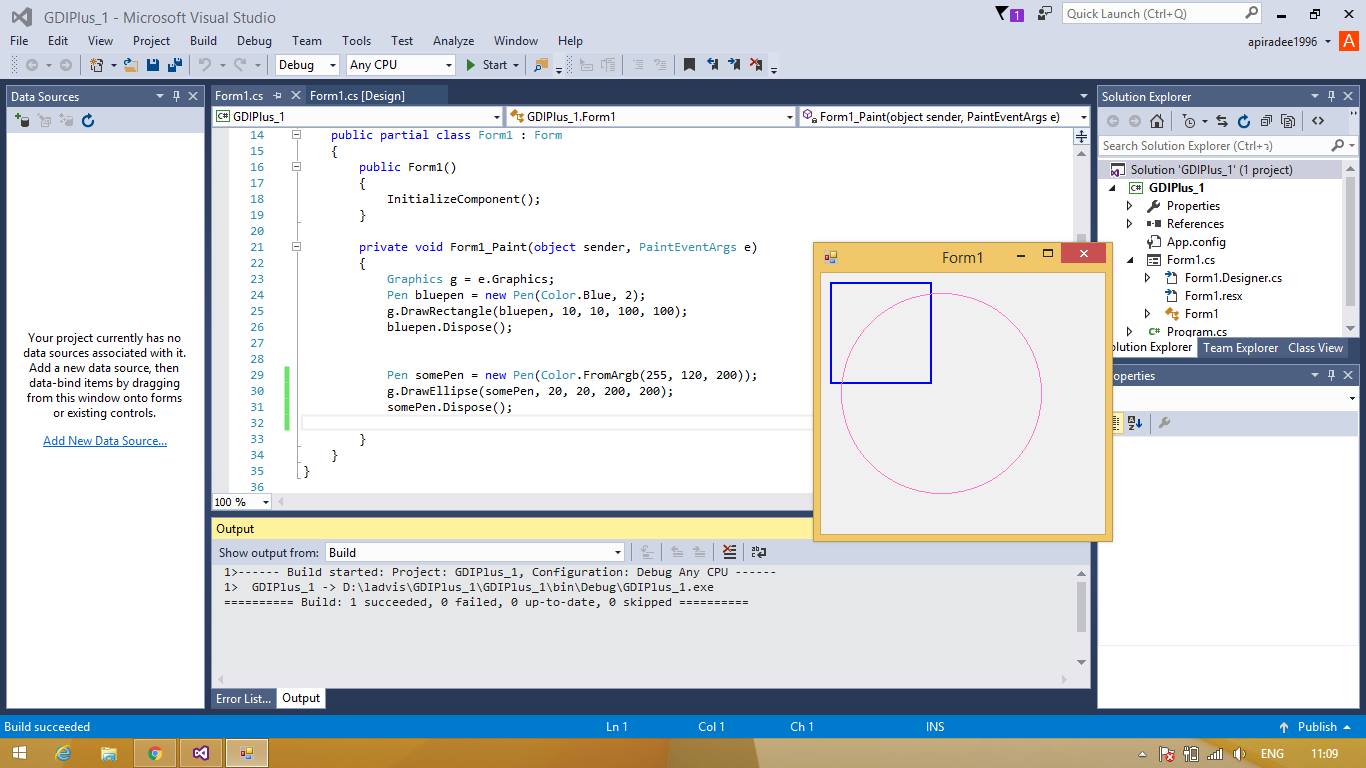 GDIPlus_1 - Microsoft Visual Studio
1
Quick Launch (Ctrl+Q)
File Edit View Project Build Debug Team Tools Test Analyze Window Help
apiradee1996
A
Debug
Any CPU
Start
Data Sources
Your project currently has no
data sources associated with it.
Add a new data source, then
data-bind items by dragging
from this window onto forms
or existing controls.
Add New Data Source...
Form1.cs
Form1.cs [Design]
GDIPlus_1
GDIPlus_1.Form1
Form1_Paint(object sender, PaintEventArgs e)
14 public partial class Form1 : Form
15 {
16 public Form1()
17 {
18 InitializeComponent();
19 }
20
21 private void Form1_Paint(object sender, PaintEventArgs e)
22 {
23 Graphics g = e.Graphics;
24 Pen bluepen = new Pen(Color.Blue, 2);
25 g.DrawRectangle(bluepen, 10, 10, 100, 100);
26 bluepen.Dispose();
27
28
29 Pen somePen = new Pen(Color.FromArgb(255, 120, 200));
30 g.DrawEllipse(somePen, 20, 20, 200, 200);
31 somePen.Dispose();
32
33 }
34 }
35 }
36
100 %
Form1
Output
Show output from: Build
1>------ Build started: Project: GDIPlus_1, Configuration: Debug Any CPU ------
1> GDIPlus_1 -> D:\ladvis\GDIPlus_1\GDIPlus_1\bin\Debug\GDIPlus_1.exe
========== Build: 1 succeeded, 0 failed, 0 up-to-date, 0 skipped ==========
Error List...
Output
Solution Explorer
Search Solution Explorer (Ctrl+ว)
Solution 'GDIPlus_1' (1 project)
GDIPlus_1
Properties
References
App.config
Form1.cs
Form1.Designer.cs
Form1.resx
Form1
Program.cs
olution Explorer
Team Explorer
Class View
operties
Build succeeded
Ln 1
Col 1
Ch 1
INS
Publish
ENG
11:09